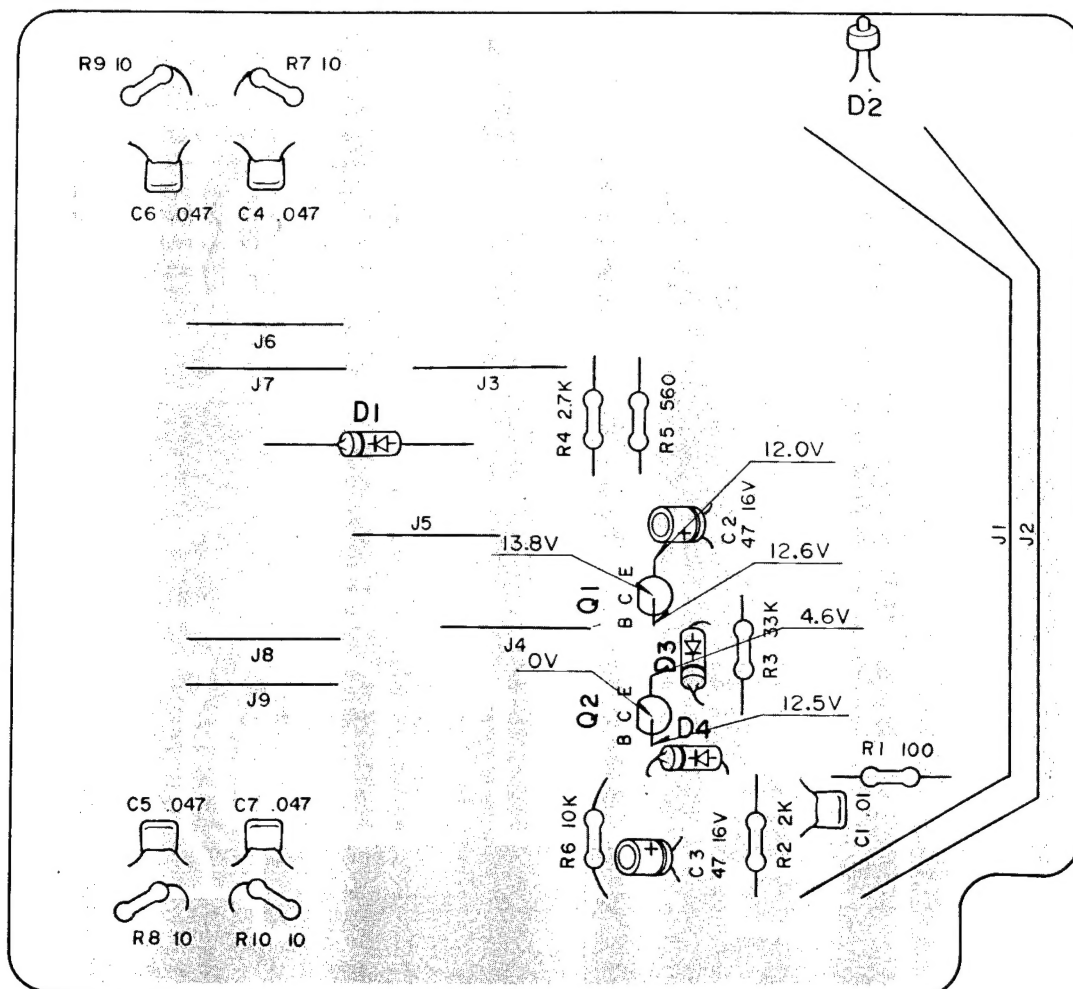 D2
R9 10
R7 10
C6 .047
C4 .047
J6
J7
J3
D1
R4 2.7K
R5 560
12.0V
C2
47 16V
J5
13.8V
12.6V
Q1
B C E
J1
J2
4.6V
J4
J8
D3
R3 33K
0V
J9
Q2
B C E
12.5V
D4
R1 100
C5 .047
C7 .047
R6 10K
C3
47 16V
R2 2K
C1 .01
R8 10
R10 10